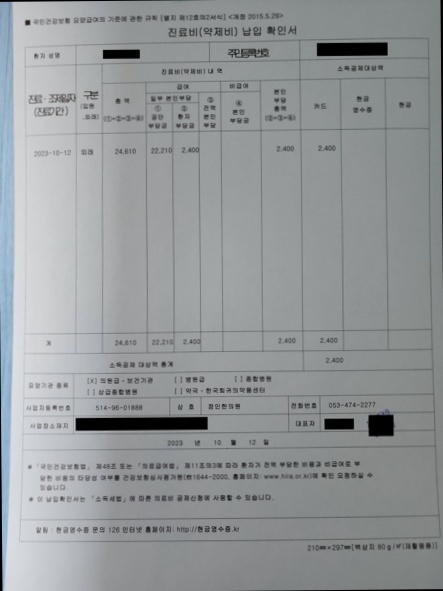 ■ 국민건강보험 요양급여의 기준에 관한 규칙 [별지 제12호의2서식] <개정 2015.5.29>
진료비(약제비) 납입 확인서
환자 성명 주민등록번호
진료·조제일자 (진료기간) 구분 (입원, 외래) 진료비(약제비) 내역 소득공제대상액
총 액 (①+②+③+④) 급여 비급여 본인 부담 총액 (②+③+④) 카드 현금 영수증 현금
일부 본인부담 ③ 전액 본인 부담 ④ 본인 부담금
① 공단 부담금 ② 환자 부담금
2023-10-12 외래 24,610 22,210 2,400 2,400 2,400
계 24,610 22,210 2,400 2,400 2,400
소득공제 대상액 총계 2,400
요양기관 종류 [X] 의원급·보건기관 [ ] 병원급 [ ] 종합병원
[ ] 상급종합병원 [ ] 약국·한국희귀의약품센터
사업자등록번호 514-96-01888 상 호 정인한의원 전화번호 053-474-2277
사업장소재지 대표자
2023 년 10 월 12 일
※ 「국민건강보험법」 제48조 또는 「의료급여법」 제11조의3에 따라 환자가 전액 부담한 비용과 비급여로 부
담한 비용의 타당성 여부를 건강보험심사평가원(☎1644-2000, 홈페이지: www.hira.or.kr)에 확인 요청하실 수
있습니다.
※ 이 납입확인서는 「소득세법」에 따른 의료비 공제신청에 사용할 수 있습니다.
알림 : 현금영수증 문의 126 인터넷 홈페이지: http://현금영수증.kr
210㎜×297㎜[백상지 80g/㎡(재활용품)]